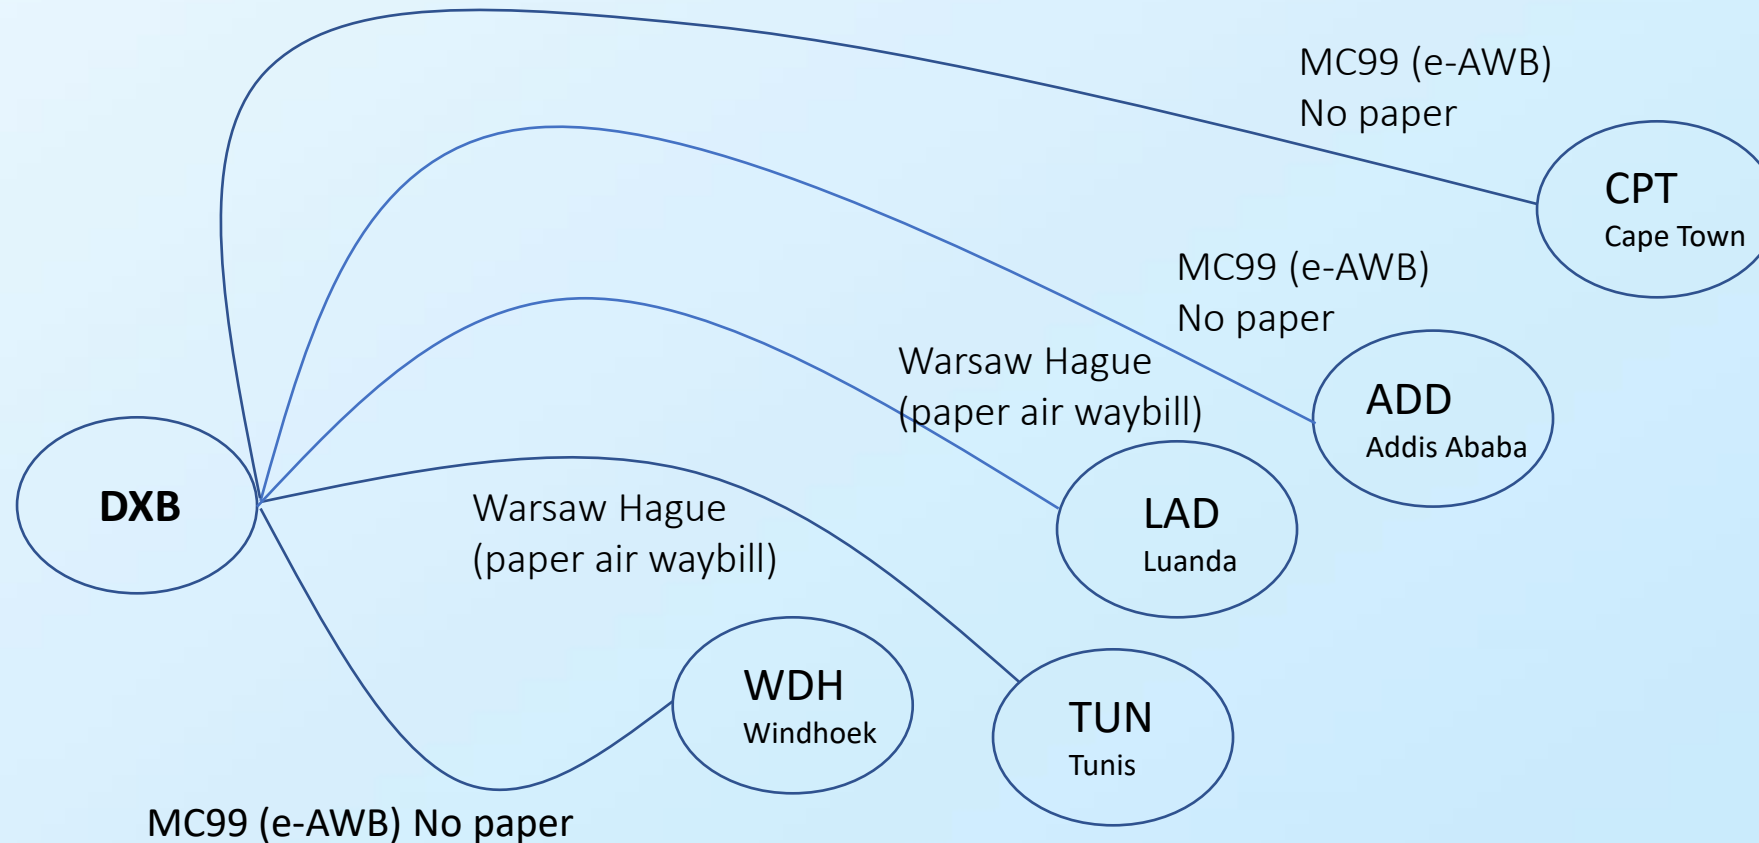 MC99 (e-AWB)
No paper
CPT
Cape Town
MC99 (e-AWB)
No paper
ADD
Addis Ababa
Warsaw Hague
(paper air waybill)
LAD
Luanda
DXB
Warsaw Hague
(paper air waybill)
WDH
Windhoek
TUN
Tunis
MC99 (e-AWB) No paper